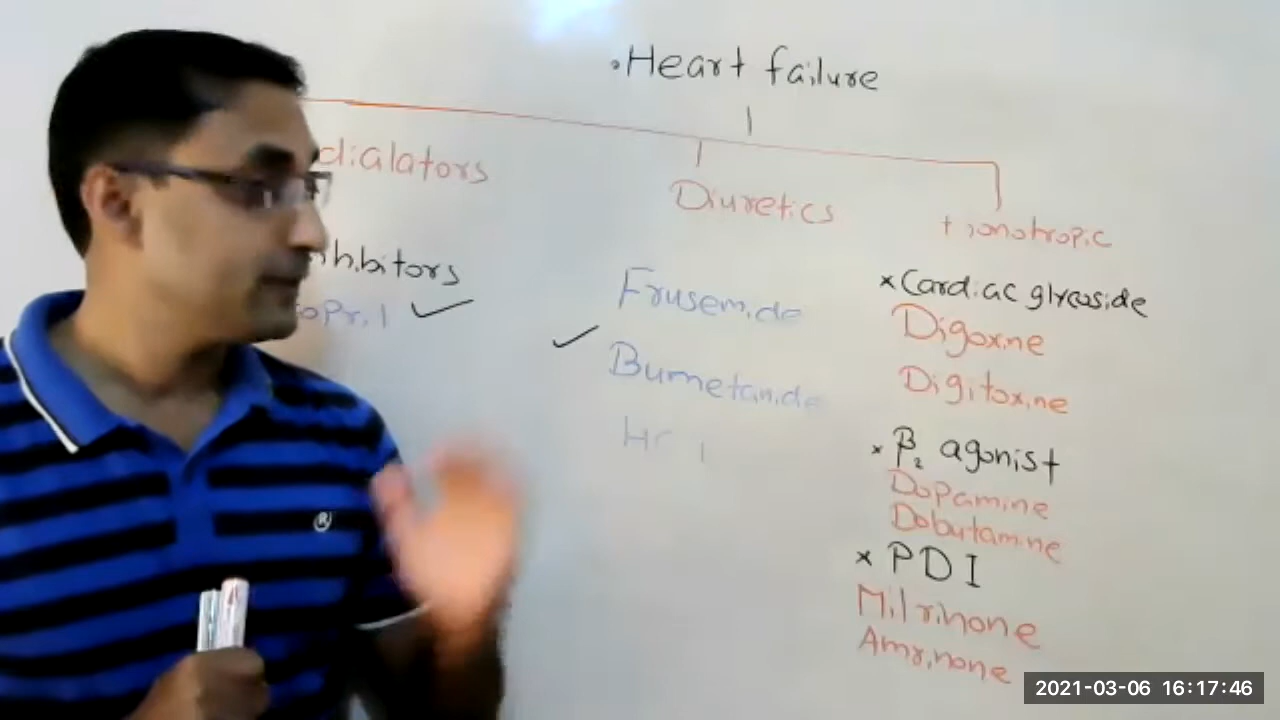 .Heart failure
dialators
Diuretics
+ ionotropic
hibitors
oPril
Frusemide
Bumetanide
* Cardiac glycoside
Digoxine
Digitoxine
* β2 agonist
Dopamine
Dobutamine
* PDI
Milrinone
Amrinone
2021-03-06 16:17:46